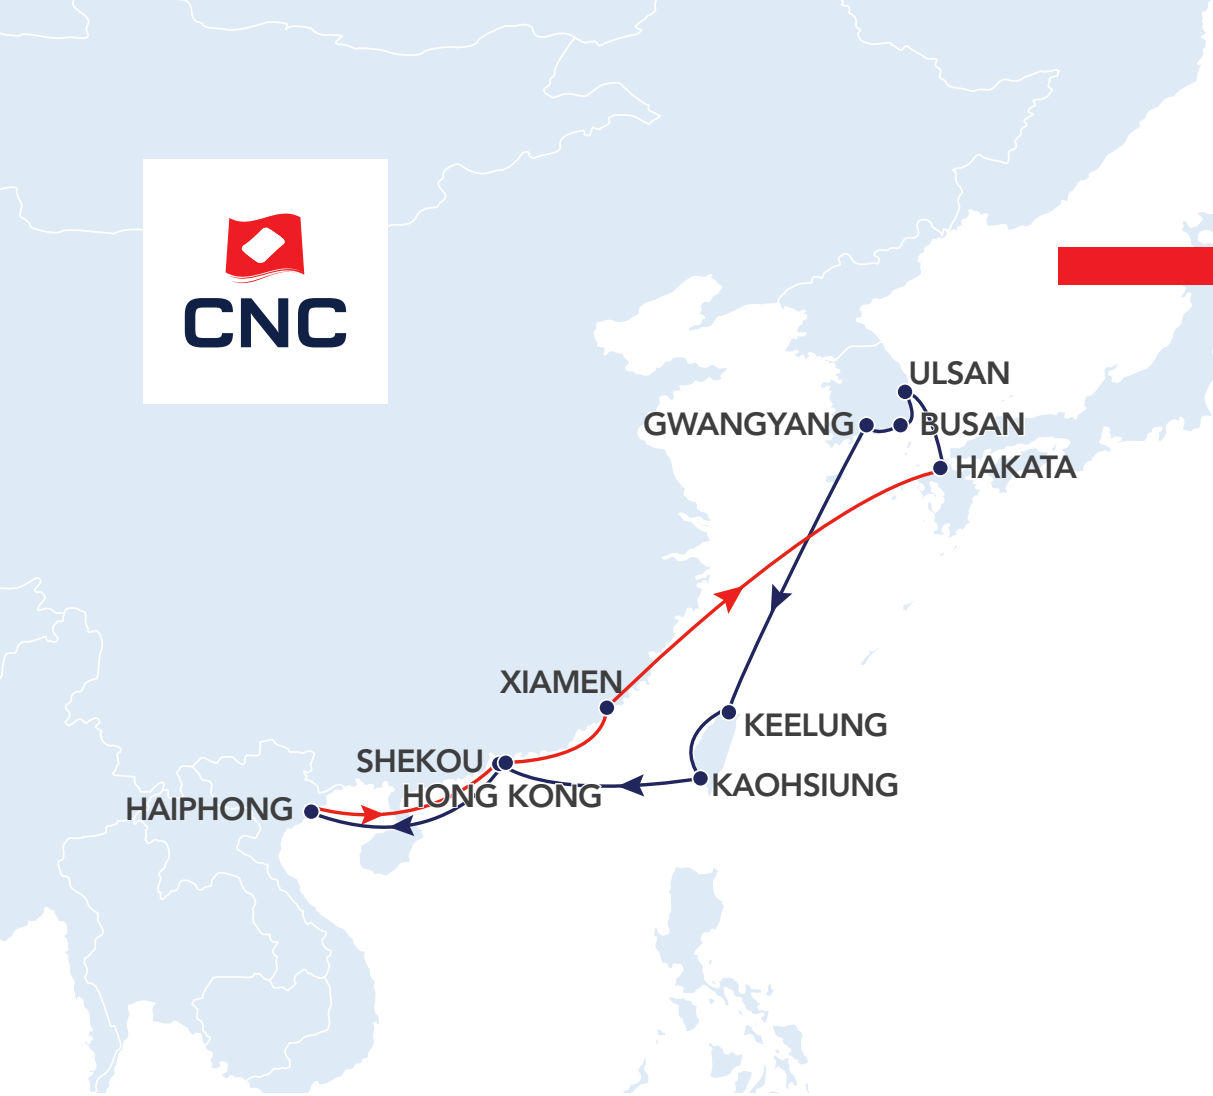 CNC
ULSAN
GWANGYANG
BUSAN
HAKATA
XIAMEN
KEELUNG
SHEKOU
KAOHSIUNG
HONG KONG
HAIPHONG